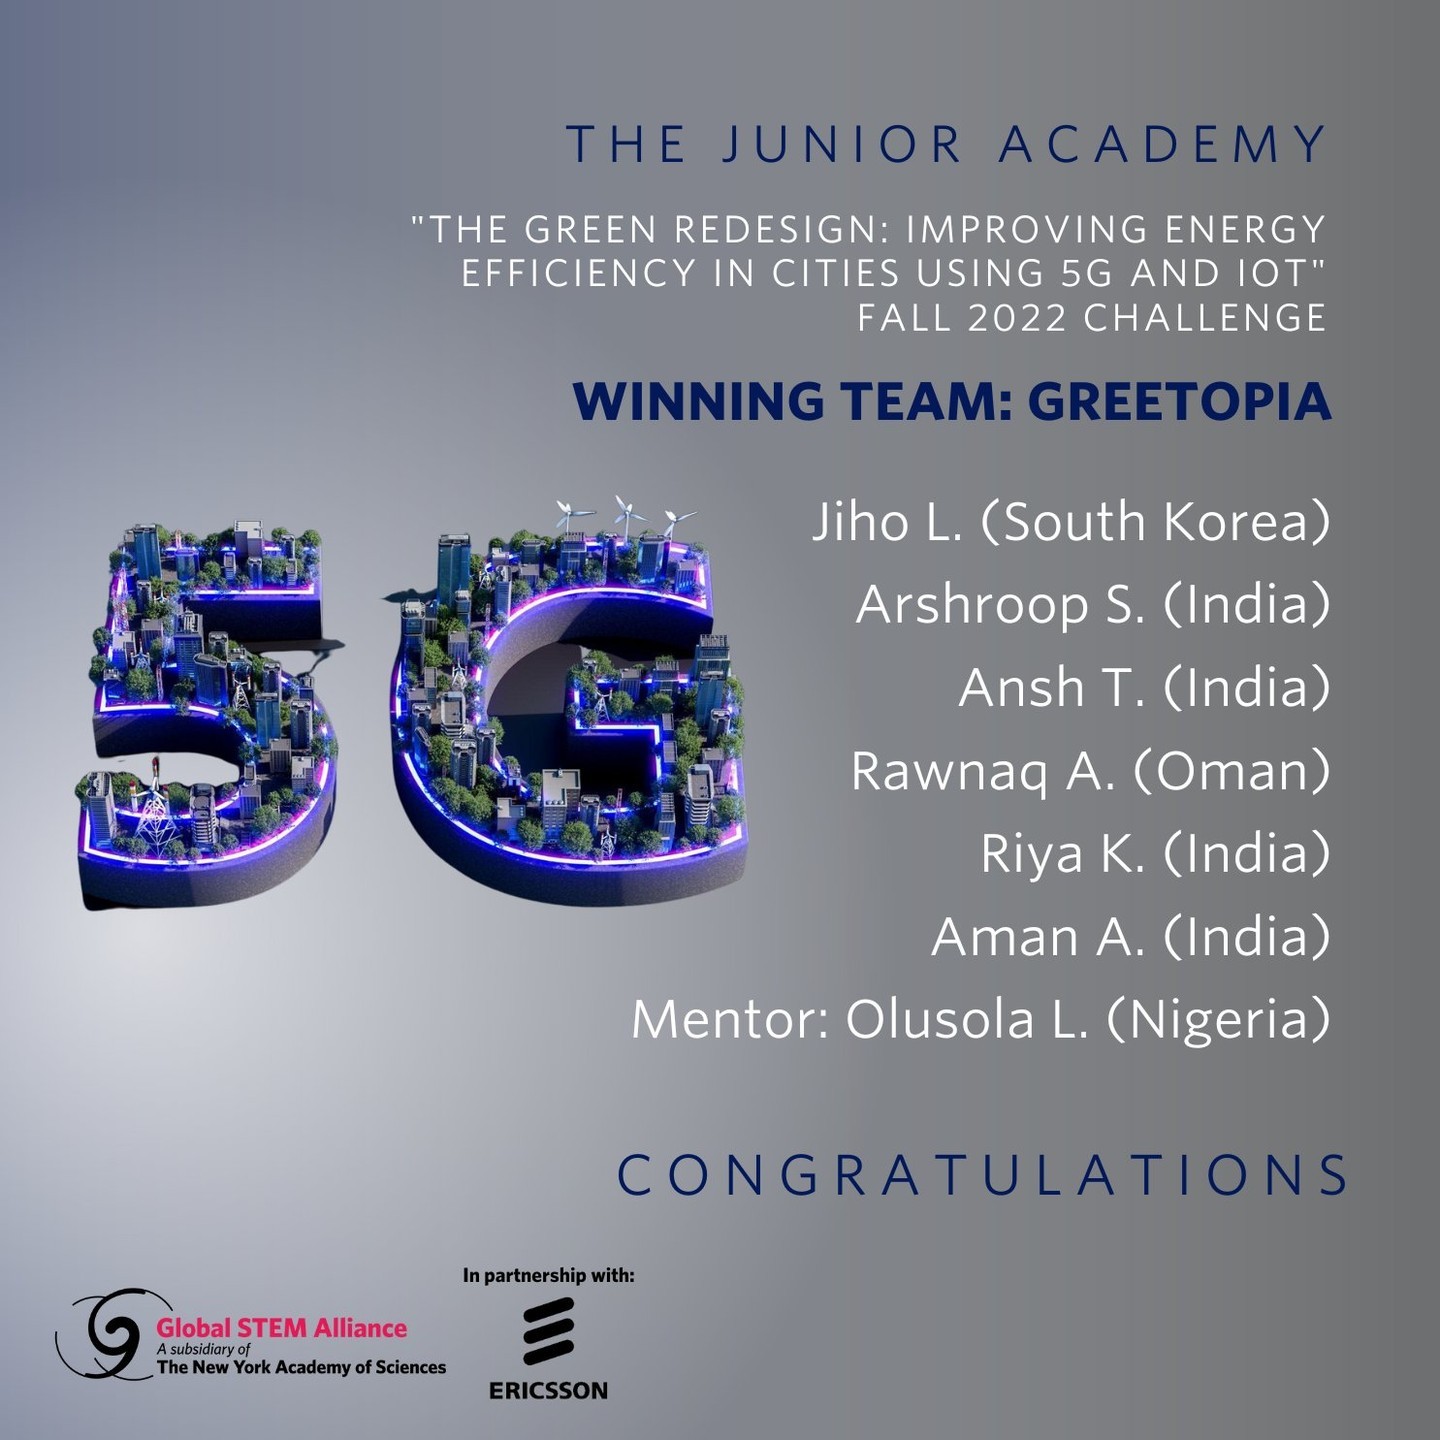 THE JUNIOR ACADEMY
"THE GREEN REDESIGN: IMPROVING ENERGY
EFFICIENCY IN CITIES USING 5G AND IOT"
FALL 2022 CHALLENGE
WINNING TEAM: GREETOPIA
Jiho L. (South Korea)
Arshroop S. (India)
Ansh T. (India)
Rawnaq A. (Oman)
Riya K. (India)
Aman A. (India)
Mentor: Olusola L. (Nigeria)
5G
CONGRATULATIONS
Global STEM Alliance
A subsidiary of
The New York Academy of Sciences
In partnership with:
ERICSSON